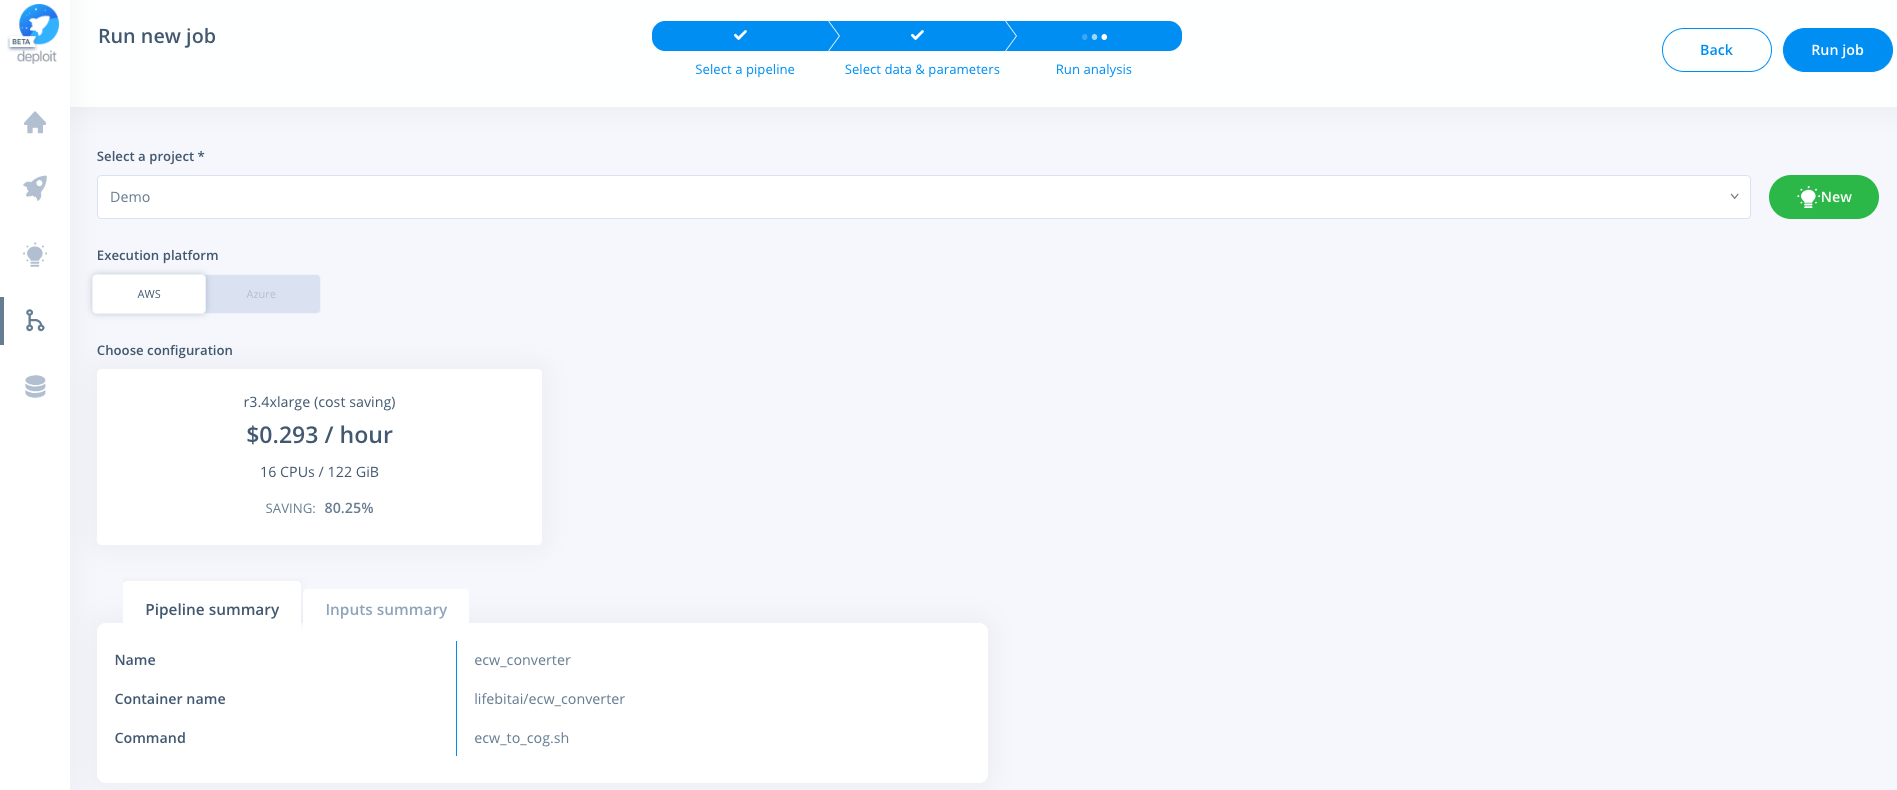 BETA
deploit
Run new job
Select a pipeline
Select data & parameters
Run analysis
Back
Run job
Select a project *
Demo
New
Execution platform
AWS
Azure
Choose configuration
r3.4xlarge (cost saving)
$0.293 / hour
16 CPUs / 122 GiB
SAVING: 80.25%
Pipeline summary
Inputs summary
Name
ecw_converter
Container name
lifebitai/ecw_converter
Command
ecw_to_cog.sh